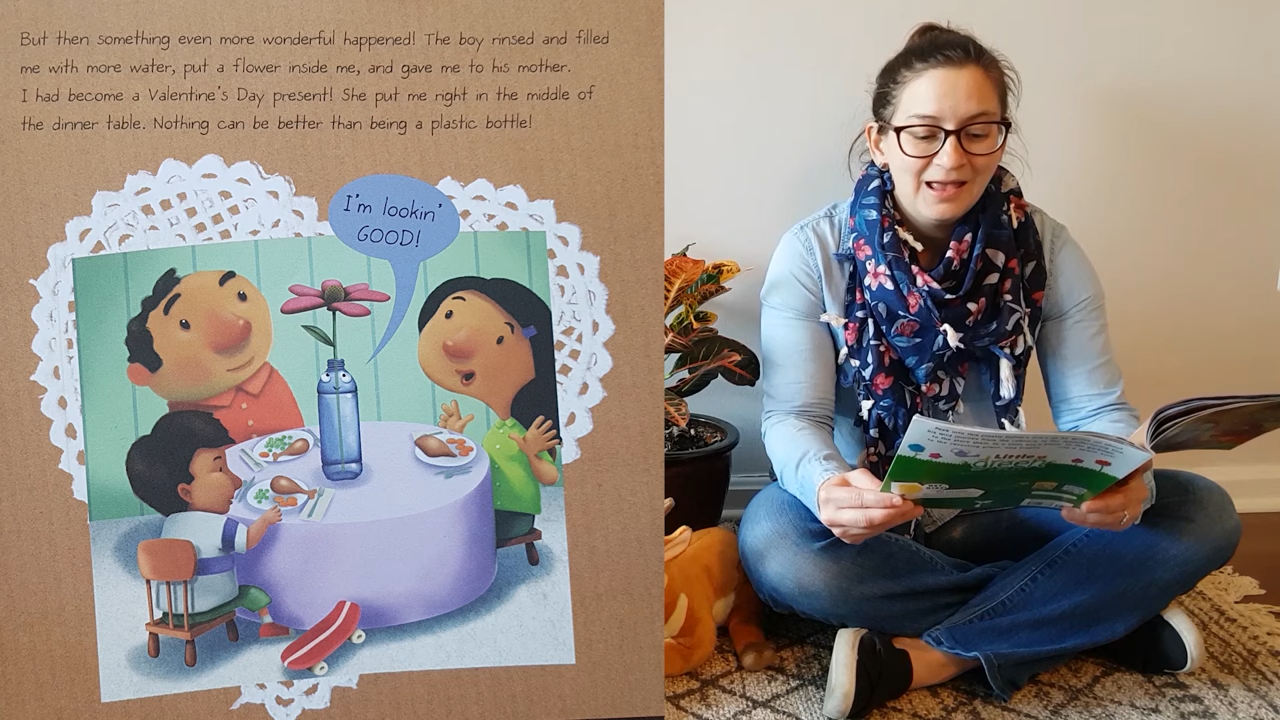 But then something even more wonderful happened! The boy rinsed and filled
me with more water, put a flower inside me, and gave me to his mother.
I had become a Valentine's Day present! She put me right in the middle of
the dinner table. Nothing can be better than being a plastic bottle!
I'm lookin'
GOOD!
Little
green